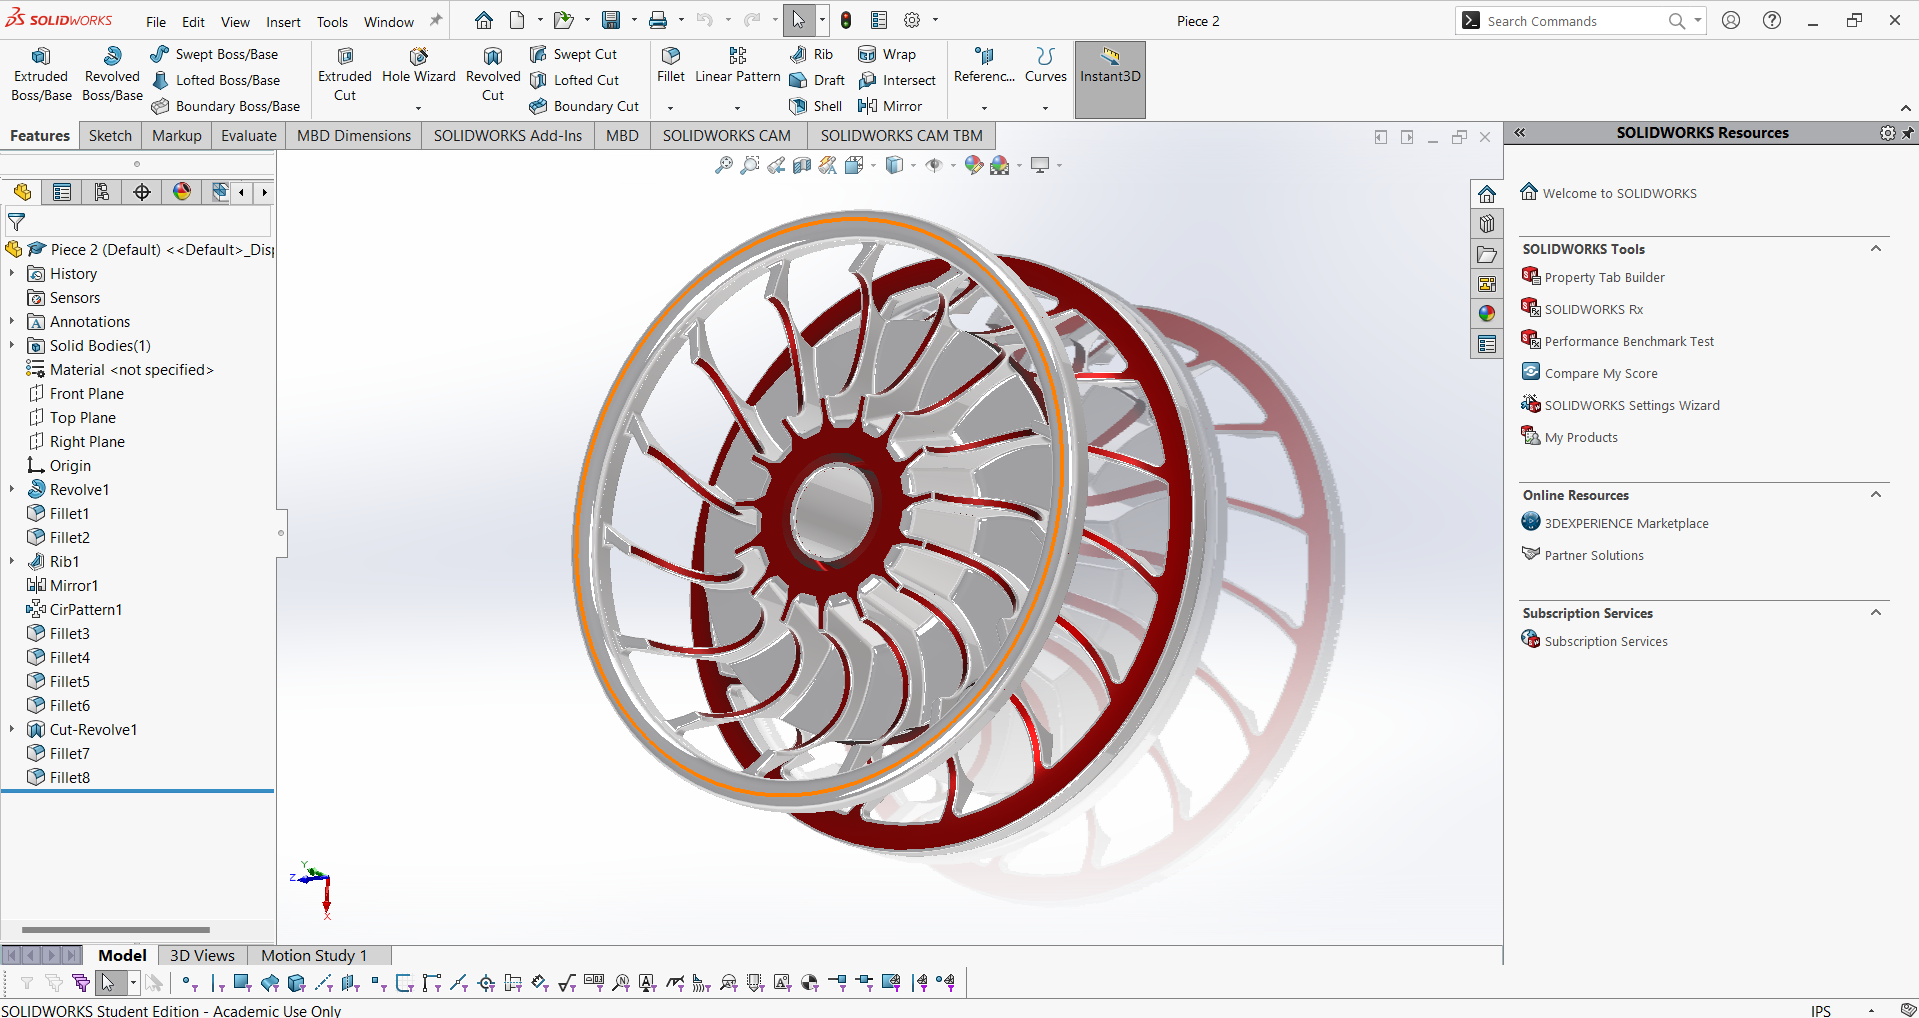 SOLIDWORKS File Edit View Insert Tools Window Piece 2 Search Commands
Extruded Boss/Base
Revolved Boss/Base
Swept Boss/Base
Lofted Boss/Base
Boundary Boss/Base
Extruded Cut
Hole Wizard
Revolved Cut
Swept Cut
Lofted Cut
Boundary Cut
Fillet
Linear Pattern
Rib
Draft
Shell
Wrap
Intersect
Mirror
Referenc...
Curves
Instant3D
Features Sketch Markup Evaluate MBD Dimensions SOLIDWORKS Add-Ins MBD SOLIDWORKS CAM SOLIDWORKS CAM TBM
Piece 2 (Default) <<Default>_Disp
History
Sensors
Annotations
Solid Bodies(1)
Material <not specified>
Front Plane
Top Plane
Right Plane
Origin
Revolve1
Fillet1
Fillet2
Rib1
Mirror1
CirPattern1
Fillet3
Fillet4
Fillet5
Fillet6
Cut-Revolve1
Fillet7
Fillet8
Y
Z
X
SOLIDWORKS Resources
Welcome to SOLIDWORKS
SOLIDWORKS Tools
Property Tab Builder
SOLIDWORKS Rx
Performance Benchmark Test
Compare My Score
SOLIDWORKS Settings Wizard
My Products
Online Resources
3DEXPERIENCE Marketplace
Partner Solutions
Subscription Services
Subscription Services
Model 3D Views Motion Study 1
SOLIDWORKS Student Edition - Academic Use Only IPS